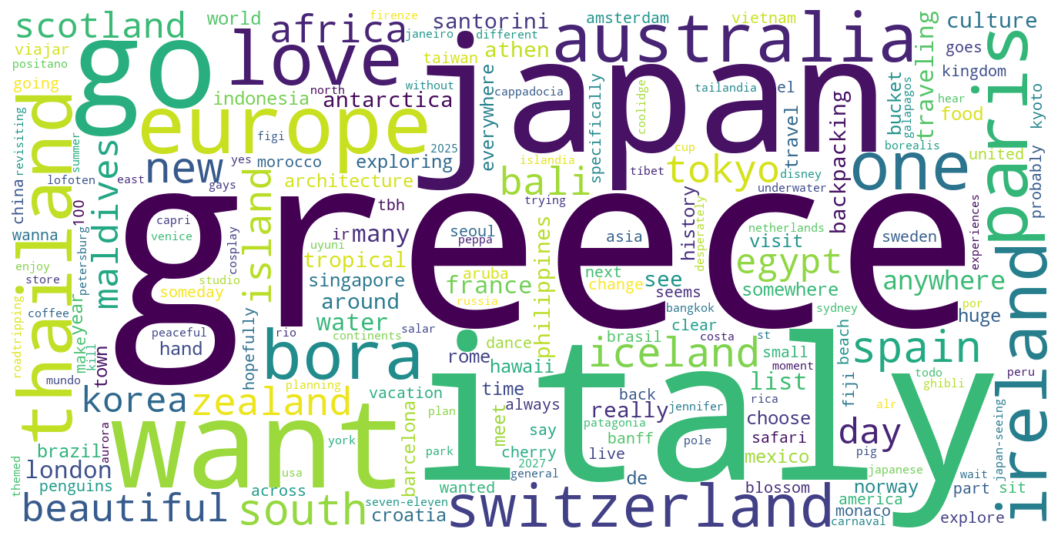 scotland
world
africa
firenze
santorini
janeiro
different
amsterdam
vietnam
culture
viajar
positano
go
love
japan
athen
taiwan
without
australia
goes
kingdom
going
indonesia
north
antarctica
cappadocia
everywhere
specifically
coolidge
tailandia
el
travel
backpacking
bucket
galapagos
traveling
food
hear
paris
kyoto
revisiting
summer
thailand
europe
figi
2025
new
yes
morocco
exploring
islandia
cup
tokyo
disney
borealis
one
united
probably
china
lofoten
east
gays
architecture
trying
bali
tibet
underwater
wanna
100
maldives
capri
cosplay
island
tbh
greece
ir
many
seoul
peppa
asia
history
desperately
netherlands
visit
sweden
experiences
venice
uyuni
tropical
philippines
enjoy
petersburg
store
someday
studio
singapore
france
aruba
next
change
see
seems
egypt
somewhere
anywhere
roadtripping
coffee
make
year
kill
peaceful
around
russia
bangkok
sydney
por
huge
ireland
hand
hopefully
rio
water
salar
continents
brasil
clear
costa
st
mundo
town
bora
rome
dance
hawaii
iceland
small
moment
fiji
beach
spain
todo
ghibli
peru
korea
zealand
planning
vacation
time
list
rica
want
italy
plan
always
back
jennifer
really
choose
alr
aurora
york
barcelona
meet
say
patagonia
banff
cherry
live
pole
safari
day
japan-seeing
brazil
london
usa
park
2027
general
wanted
de
blossom
mexico
pig
japanese
norway
wait
part
sit
themed
penguins
across
seven-eleven
croatia
america
monaco
carnaval
explore
beautiful
south
switzerland